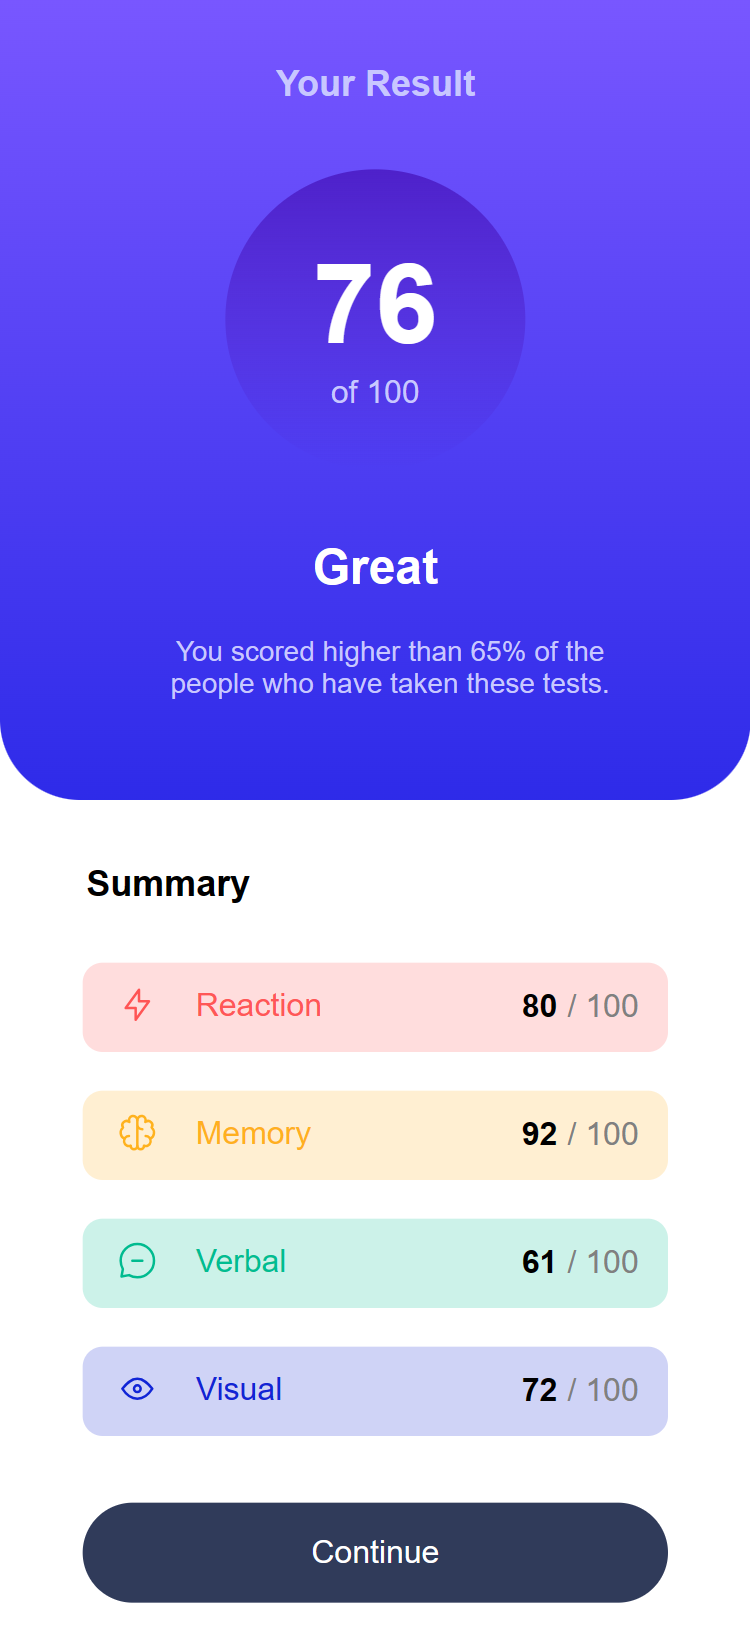 Your Result
76
of 100
Great
You scored higher than 65% of the
people who have taken these tests.
Summary
Reaction 80 / 100
Memory 92 / 100
Verbal 61 / 100
Visual 72 / 100
Continue